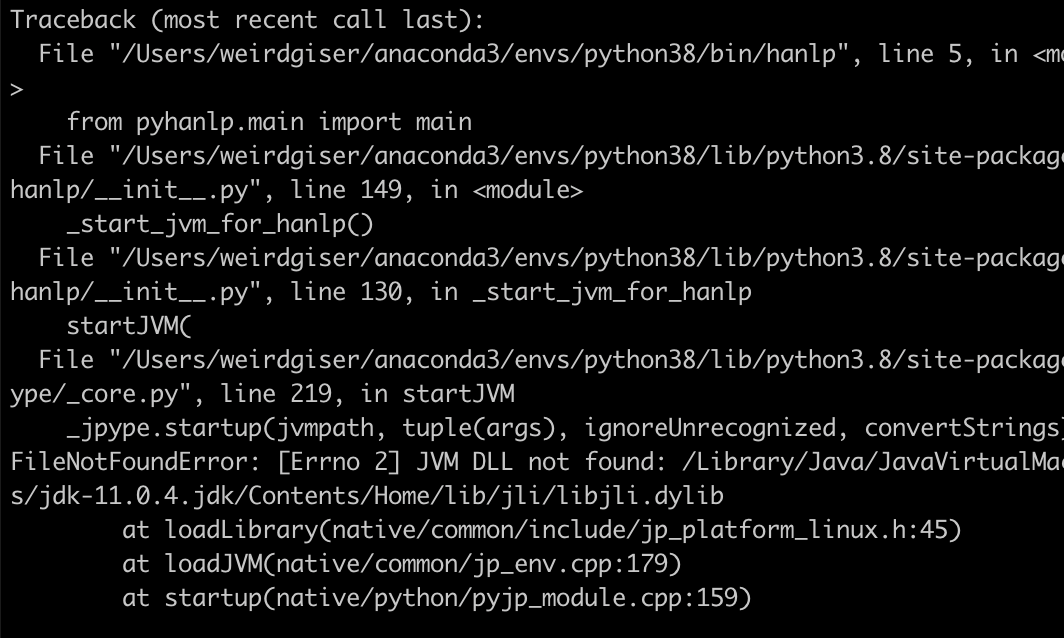 Traceback (most recent call last):
  File "/Users/weirdgiser/anaconda3/envs/python38/bin/hanlp", line 5, in <mo
>
    from pyhanlp.main import main
  File "/Users/weirdgiser/anaconda3/envs/python38/lib/python3.8/site-package
hanlp/__init__.py", line 149, in <module>
    _start_jvm_for_hanlp()
  File "/Users/weirdgiser/anaconda3/envs/python38/lib/python3.8/site-package
hanlp/__init__.py", line 130, in _start_jvm_for_hanlp
    startJVM(
  File "/Users/weirdgiser/anaconda3/envs/python38/lib/python3.8/site-package
ype/_core.py", line 219, in startJVM
    _jpype.startup(jvmpath, tuple(args), ignoreUnrecognized, convertStrings
FileNotFoundError: [Errno 2] JVM DLL not found: /Library/Java/JavaVirtualMac
s/jdk-11.0.4.jdk/Contents/Home/lib/jli/libjli.dylib
        at loadLibrary(native/common/include/jp_platform_linux.h:45)
        at loadJVM(native/common/jp_env.cpp:179)
        at startup(native/python/pyjp_module.cpp:159)